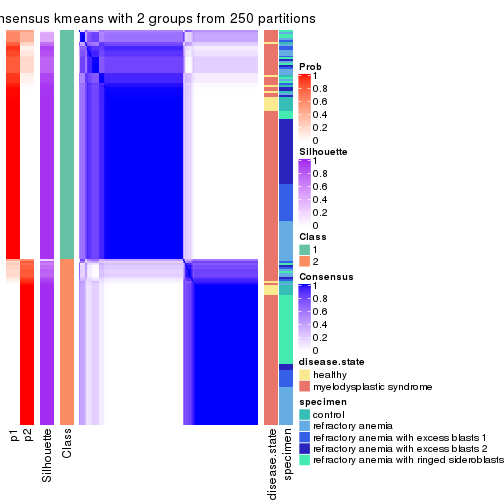 nsensus kmeans with 2 groups from 250 partitions
Prob
1
0.8
0.6
0.4
0.2
0
Silhouette
1
0.8
0.6
0.4
0.2
0
Class
1
2
Consensus
1
0.8
0.6
0.4
0.2
0
disease.state
healthy
myelodysplastic syndrome
specimen
control
refractory anemia
refractory anemia with excess blasts 1
refractory anemia with excess blasts 2
refractory anemia with ringed sideroblasts
p1
p2
Silhouette
Class
disease.state
specimen